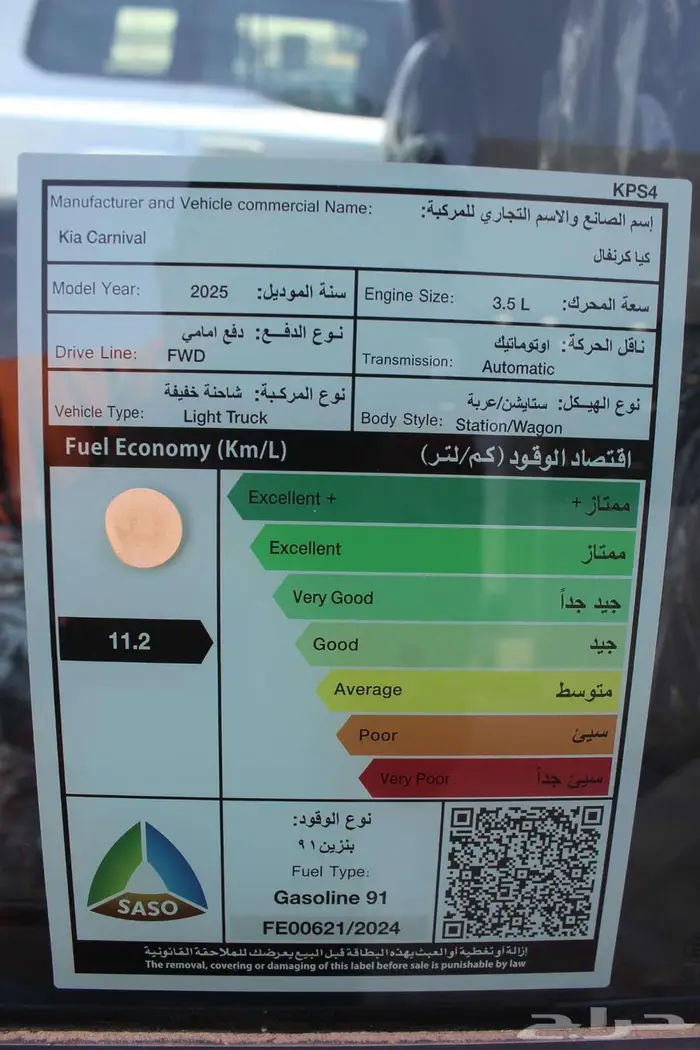 KPS4
Manufacturer and Vehicle commercial Name: إسم الصانع والاسم التجاري للمركبة:
Kia Carnival كيا كرنفال
Model Year: 2025 سنة الموديل:
Engine Size: 3.5 L سعة المحرك:
نوع الدفع: دفع امامي
Drive Line: FWD
ناقل الحركة: اوتوماتيك
Transmission: Automatic
نوع المركبة: شاحنة خفيفة
Vehicle Type: Light Truck
نوع الهيكل: ستايشن/عربة
Body Style: Station/Wagon
Fuel Economy (Km/L) اقتصاد الوقود (كم/لتر)
Excellent + ممتاز +
Excellent ممتاز
Very Good جيد جداً
11.2
Good جيد
Average متوسط
Poor سيئ
Very Poor سيئ جداً
SASO
نوع الوقود:
بنزين ٩١
Fuel Type:
Gasoline 91
FE00621/2024
إزالة أو تغطية أو العبث بهذه البطاقة قبل البيع يعرضك للملاحقة القانونية
The removal, covering or damaging of this label before sale is punishable by law
حراج